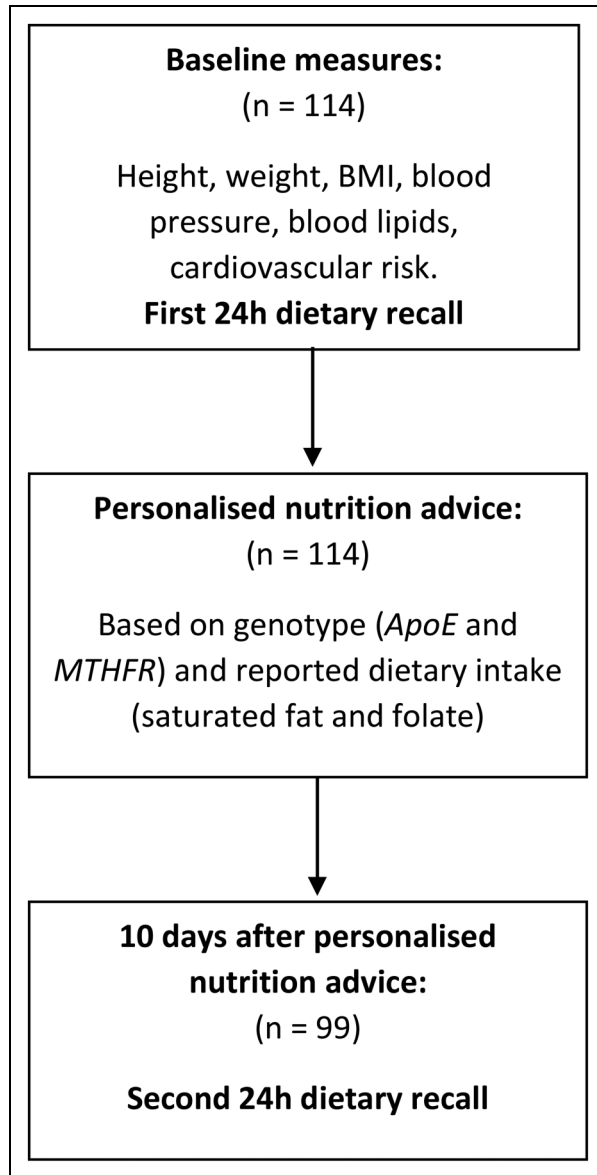 Baseline measures:
(n = 114)
Height, weight, BMI, blood
pressure, blood lipids,
cardiovascular risk.
First 24h dietary recall
Personalised nutrition advice:
(n = 114)
Based on genotype (ApoE and
MTHFR) and reported dietary intake
(saturated fat and folate)
10 days after personalised
nutrition advice:
(n = 99)
Second 24h dietary recall